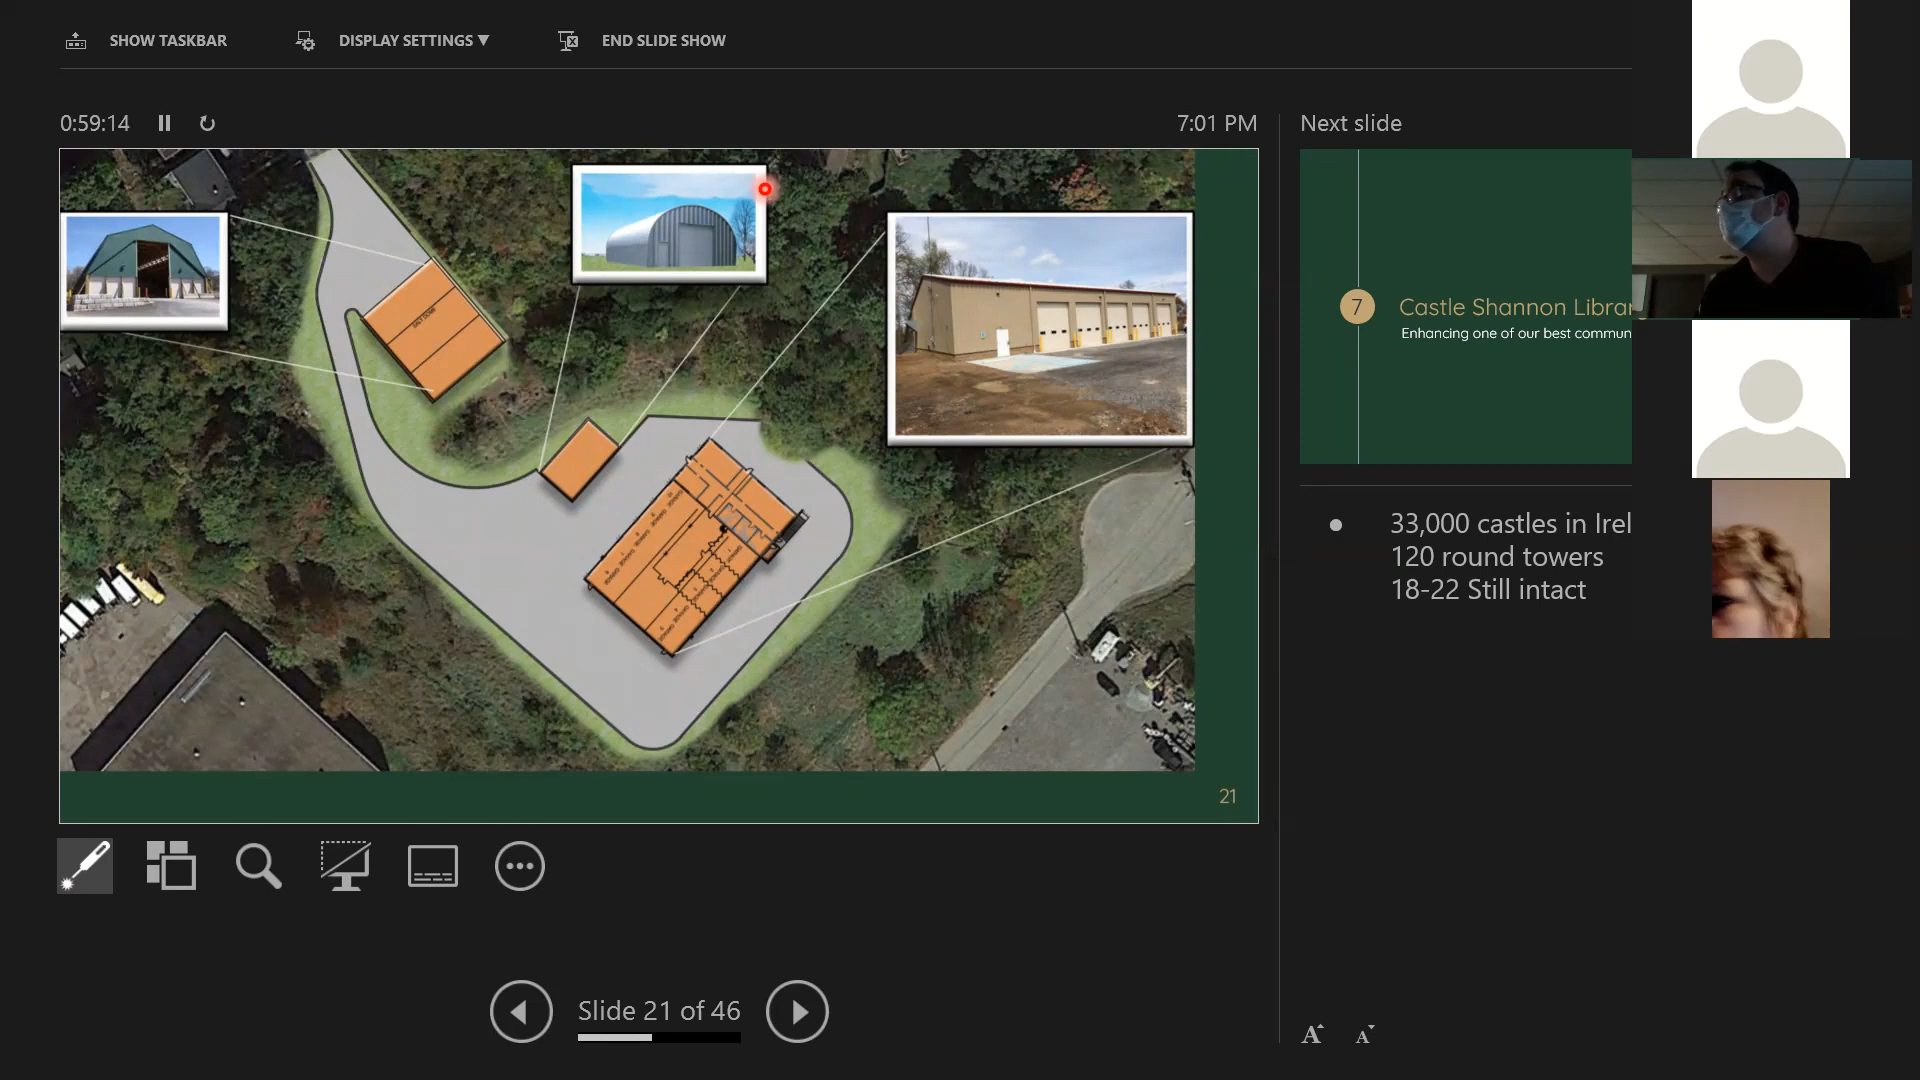 SHOW TASKBAR
DISPLAY SETTINGS ▼
END SLIDE SHOW
0:59:14
7:01 PM
Next slide
SALT DOME
7
Castle Shannon Librar
Enhancing one of our best commun
33,000 castles in Irel
120 round towers
18-22 Still intact
21
Slide 21 of 46